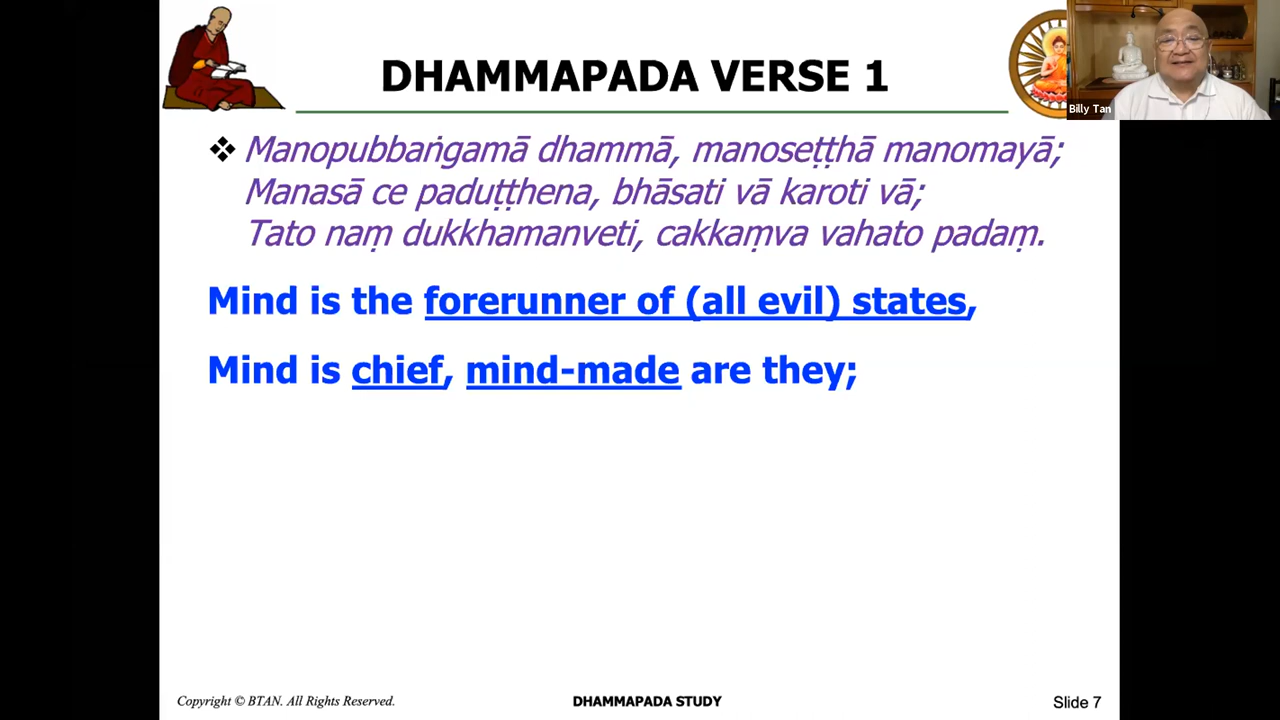 DHAMMAPADA VERSE 1
Billy Tan
❖ Manopubbaṅgamā dhammā, manoseṭṭhā manomayā;
Manasā ce paduṭṭhena, bhāsati vā karoti vā;
Tato naṃ dukkhamanveti, cakkaṃva vahato padaṃ.
Mind is the forerunner of (all evil) states,
Mind is chief, mind-made are they;
Copyright © BTAN. All Rights Reserved.
DHAMMAPADA STUDY
Slide 7